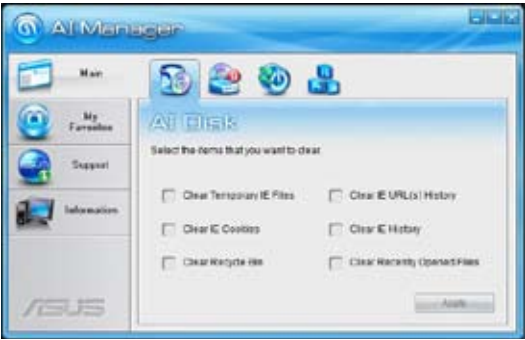 AI Manager
Main
My Favorites
Support
Information
AI Disk
Select the items that you want to clear.
Clear Temporary IE Files
Clear IE URL(s) History
Clear IE Cookies
Clear IE History
Clear Recycle Bin
Clear Recently Opened Files
Apply
ASUS